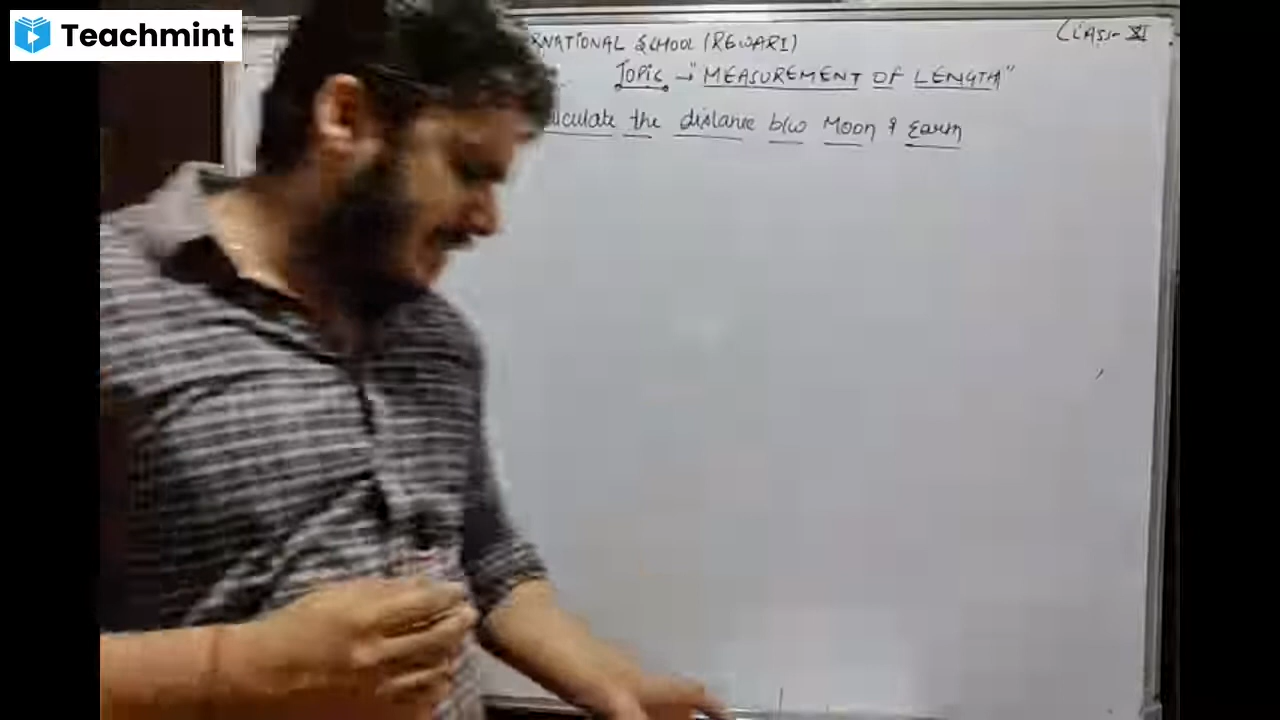 Teachmint
RNATIONAL SCHOOL (REWARI)
CLASS-XI
TOPIC → "MEASUREMENT OF LENGTH"
lculate the distance b/w Moon & Earth